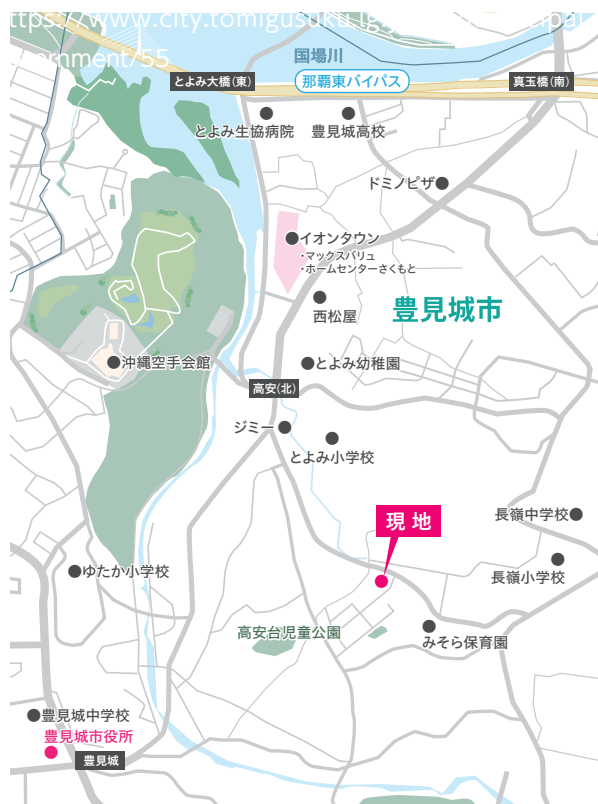 ttps://www.city.tomigusuku.lg
ernment/55
国場川
とよみ大橋(東)
那覇東バイパス
真玉橋(南)
とよみ生協病院
豊見城高校
ドミノピザ
イオンタウン
・マックスバリュ
・ホームセンターさくもと
西松屋
豊見城市
沖縄空手会館
とよみ幼稚園
高安(北)
ジミー
とよみ小学校
現地
長嶺中学校
ゆたか小学校
長嶺小学校
高安台児童公園
みそら保育園
豊見城中学校
豊見城市役所
豊見城